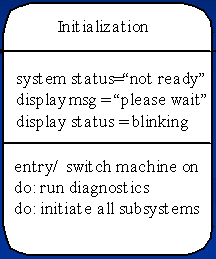 Initialization
system status=“not ready”
display msg = “please wait”
display status = blinking
entry/ switch machine on
do: run diagnostics
do: initiate all subsystems